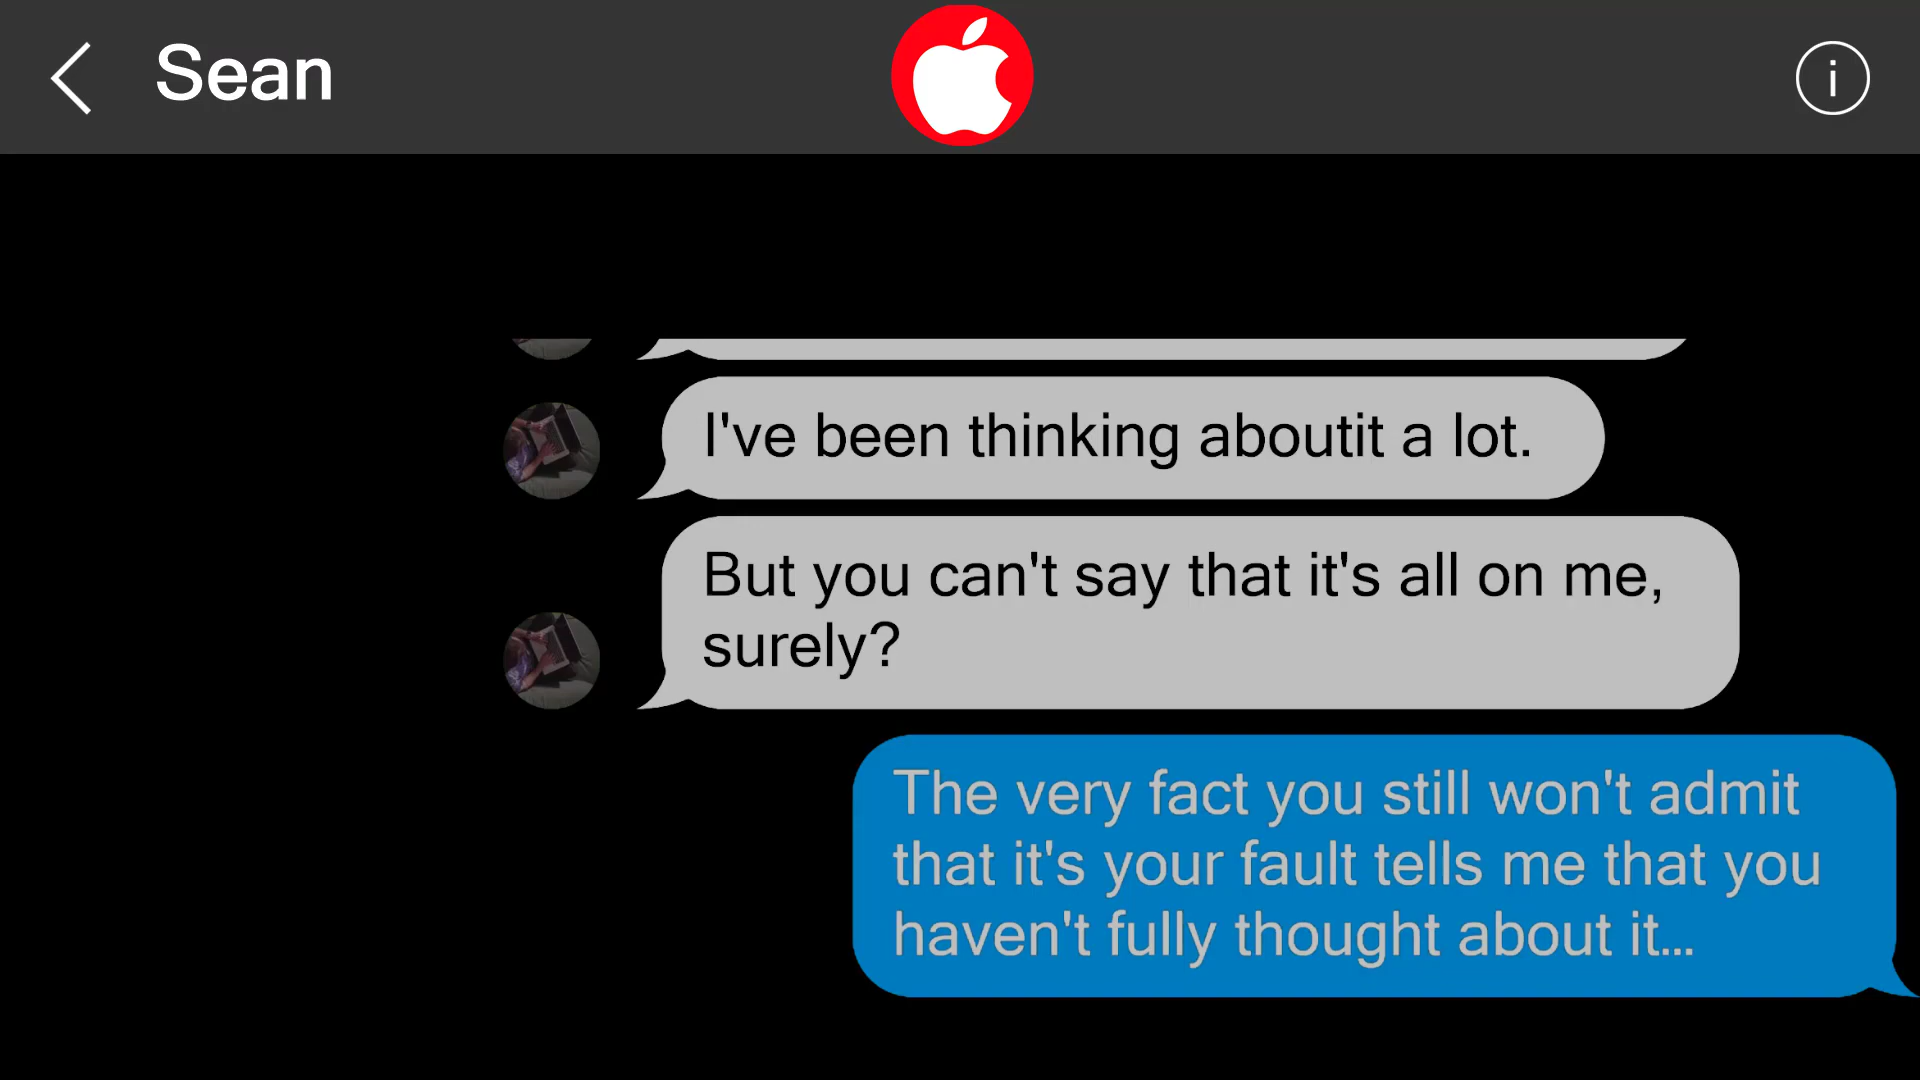 Sean
i
I've been thinking aboutit a lot.
But you can't say that it's all on me,
surely?
The very fact you still won't admit
that it's your fault tells me that you
haven't fully thought about it...